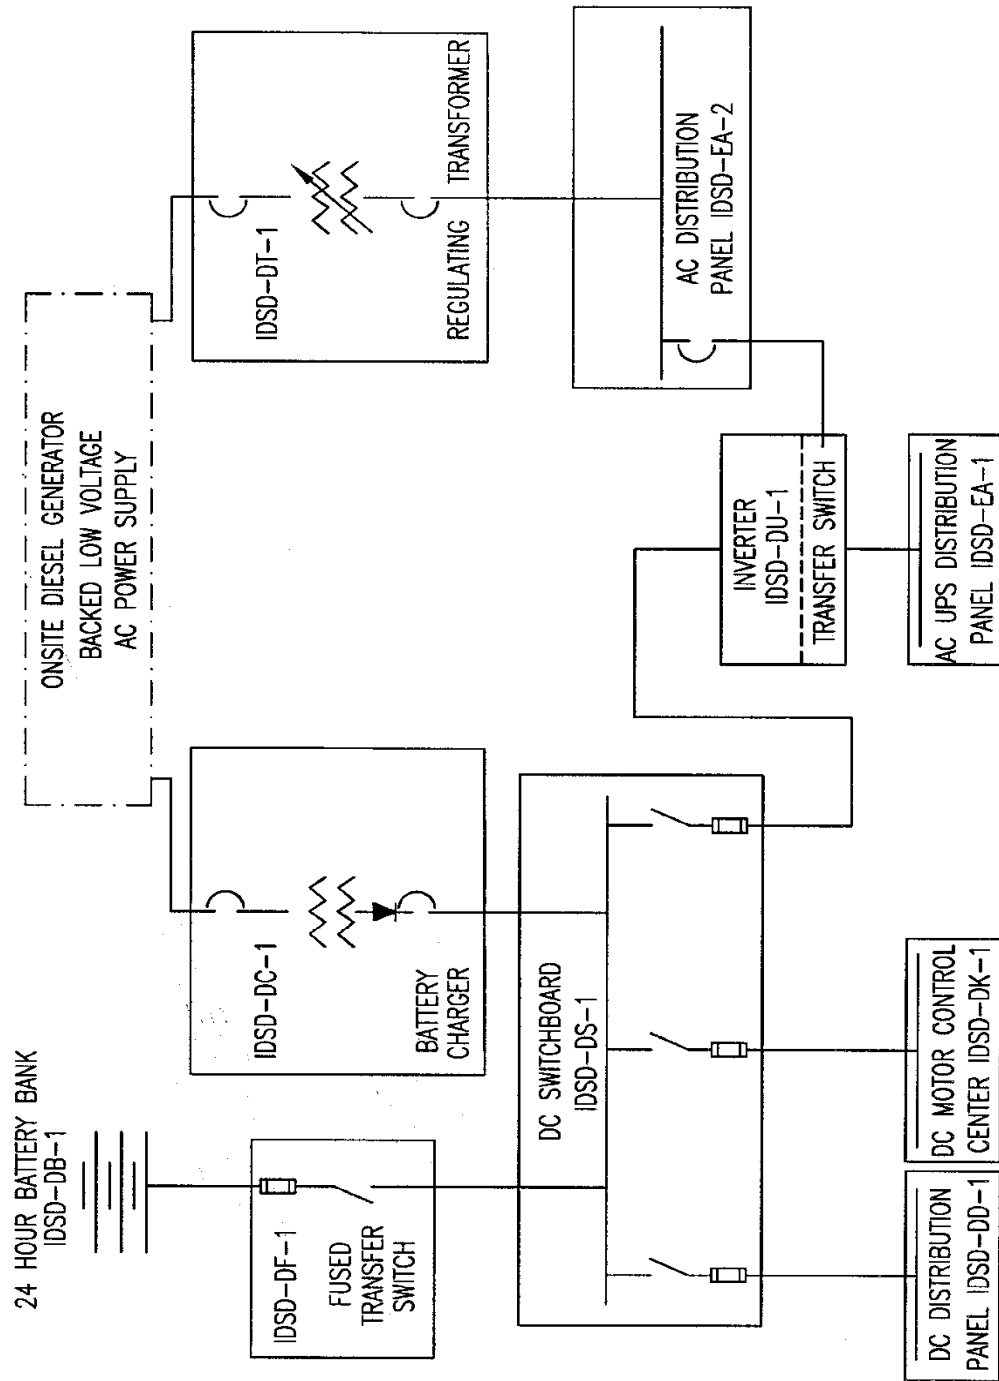 24 HOUR BATTERY BANK
IDSD-DB-1
ONSITE DIESEL GENERATOR
BACKED LOW VOLTAGE
AC POWER SUPPLY
IDSD-DF-1
FUSED
TRANSFER
SWITCH
IDSD-DC-1
BATTERY
CHARGER
IDSD-DT-1
REGULATING TRANSFORMER
DC SWITCHBOARD
IDSD-DS-1
AC DISTRIBUTION
PANEL IDSD-EA-2
INVERTER
IDSD-DU-1
TRANSFER SWITCH
DC DISTRIBUTION
PANEL IDSD-DD-1
DC MOTOR CONTROL
CENTER IDSD-DK-1
AC UPS DISTRIBUTION
PANEL IDSD-EA-1